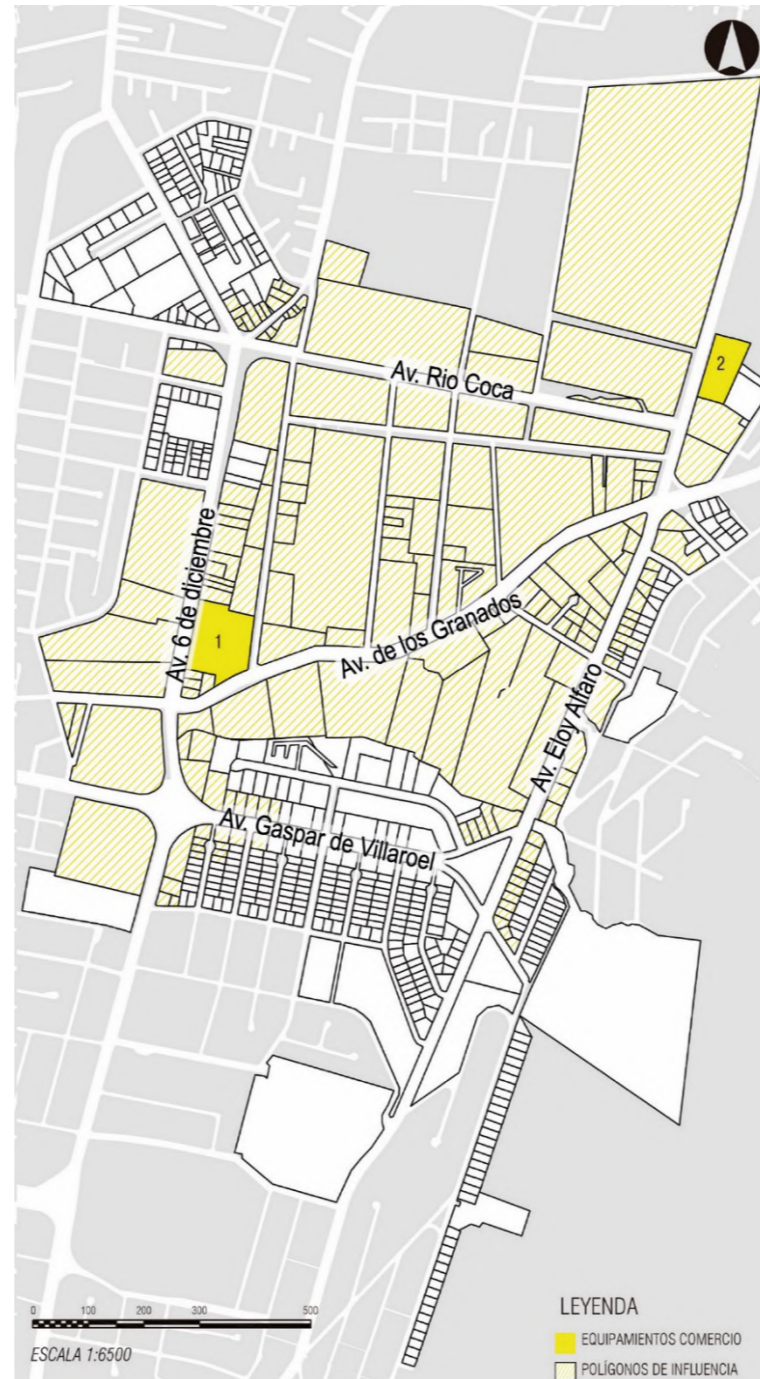 2
Av. Rio Coca
Av. 6 de diciembre
1
Av. de los Granados
Av. Eloy Alfaro
Av. Gaspar de Villaroel
0 100 200 300 500
ESCALA 1:6500
LEYENDA
EQUIPAMIENTOS COMERCIO
POLÍGONOS DE INFLUENCIA